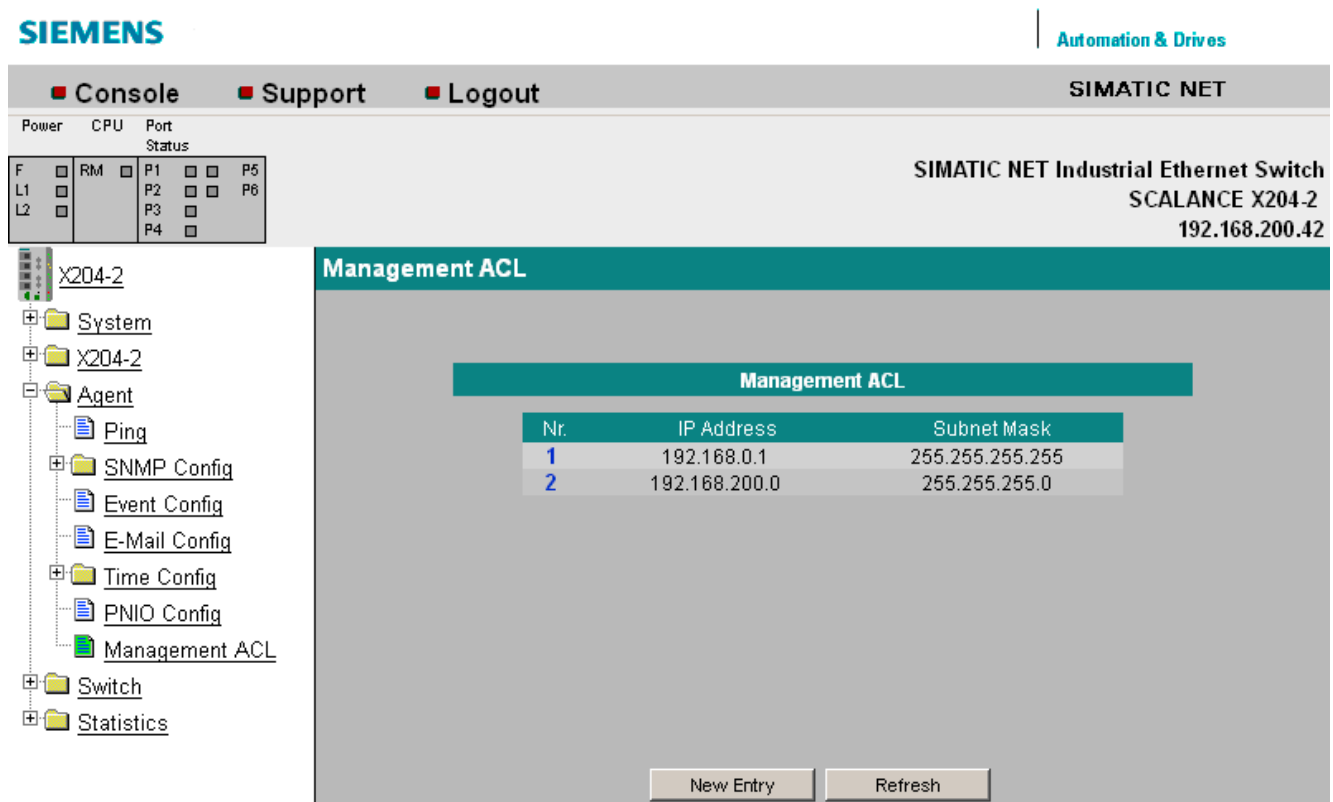 SIEMENS
Automation & Drives
Console Support Logout
SIMATIC NET
Power CPU Port Status
F RM P1 P5
L1 P2 P6
L2 P3
P4
SIMATIC NET Industrial Ethernet Switch
SCALANCE X204-2
192.168.200.42
X204-2
System
X204-2
Agent
Ping
SNMP Config
Event Config
E-Mail Config
Time Config
PNIO Config
Management ACL
Switch
Statistics
Management ACL
Management ACL
Nr. IP Address Subnet Mask
1 192.168.0.1 255.255.255.255
2 192.168.200.0 255.255.255.0
New Entry Refresh